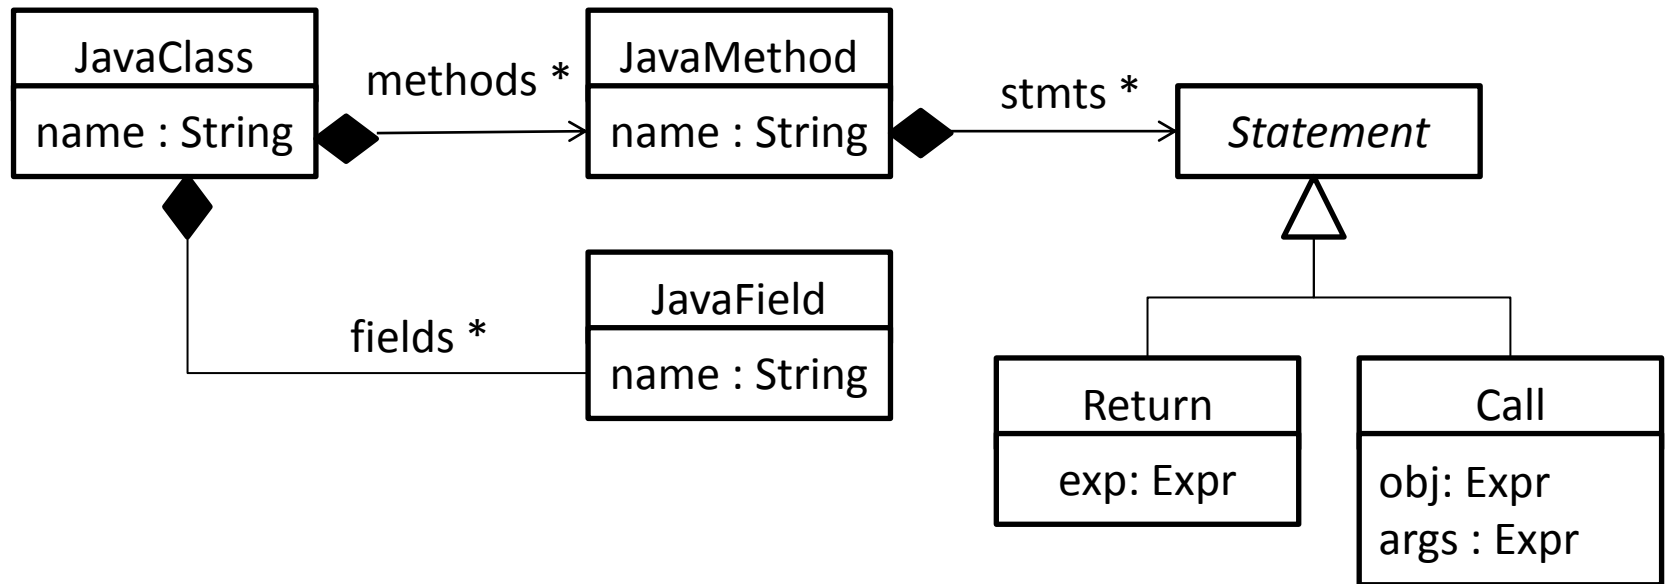 JavaClass
name : String
methods *
JavaMethod
name : String
stmts *
Statement
fields *
JavaField
name : String
Return
exp: Expr
Call
obj: Expr
args : Expr